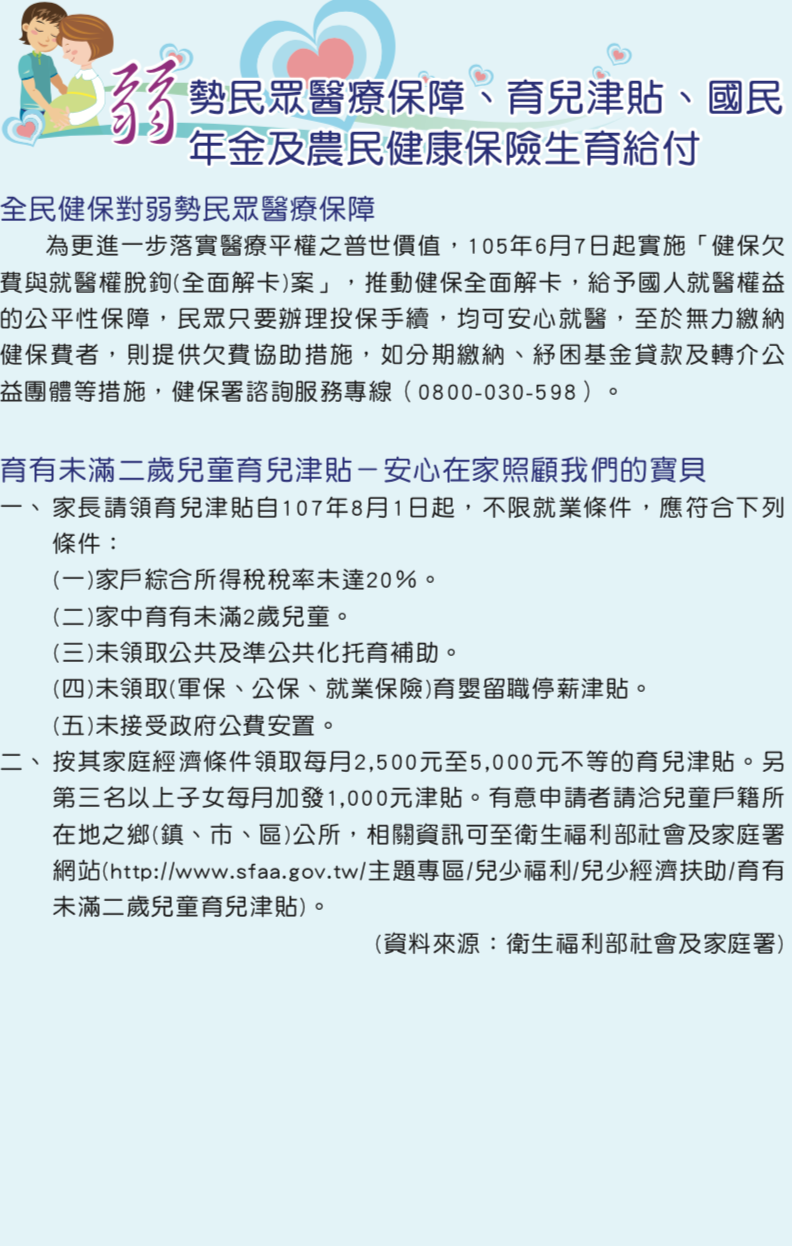 弱勢民眾醫療保障、育兒津貼、國民
年金及農民健康保險生育給付
全民健保對弱勢民眾醫療保障
為更進一步落實醫療平權之普世價值，105年6月7日起實施「健保欠
費與就醫權脫鉤(全面解卡)案」，推動健保全面解卡，給予國人就醫權益
的公平性保障，民眾只要辦理投保手續，均可安心就醫，至於無力繳納
健保費者，則提供欠費協助措施，如分期繳納、紓困基金貸款及轉介公
益團體等措施，健保署諮詢服務專線（0800-030-598）。
育有未滿二歲兒童育兒津貼－安心在家照顧我們的寶貝
一、家長請領育兒津貼自107年8月1日起，不限就業條件，應符合下列
條件：
(一)家戶綜合所得稅稅率未達20％。
(二)家中育有未滿2歲兒童。
(三)未領取公共及準公共化托育補助。
(四)未領取(軍保、公保、就業保險)育嬰留職停薪津貼。
(五)未接受政府公費安置。
二、按其家庭經濟條件領取每月2,500元至5,000元不等的育兒津貼。另
第三名以上子女每月加發1,000元津貼。有意申請者請洽兒童戶籍所
在地之鄉(鎮、市、區)公所，相關資訊可至衛生福利部社會及家庭署
網站(http://www.sfaa.gov.tw/主題專區/兒少福利/兒少經濟扶助/育有
未滿二歲兒童育兒津貼)。
(資料來源：衛生福利部社會及家庭署)